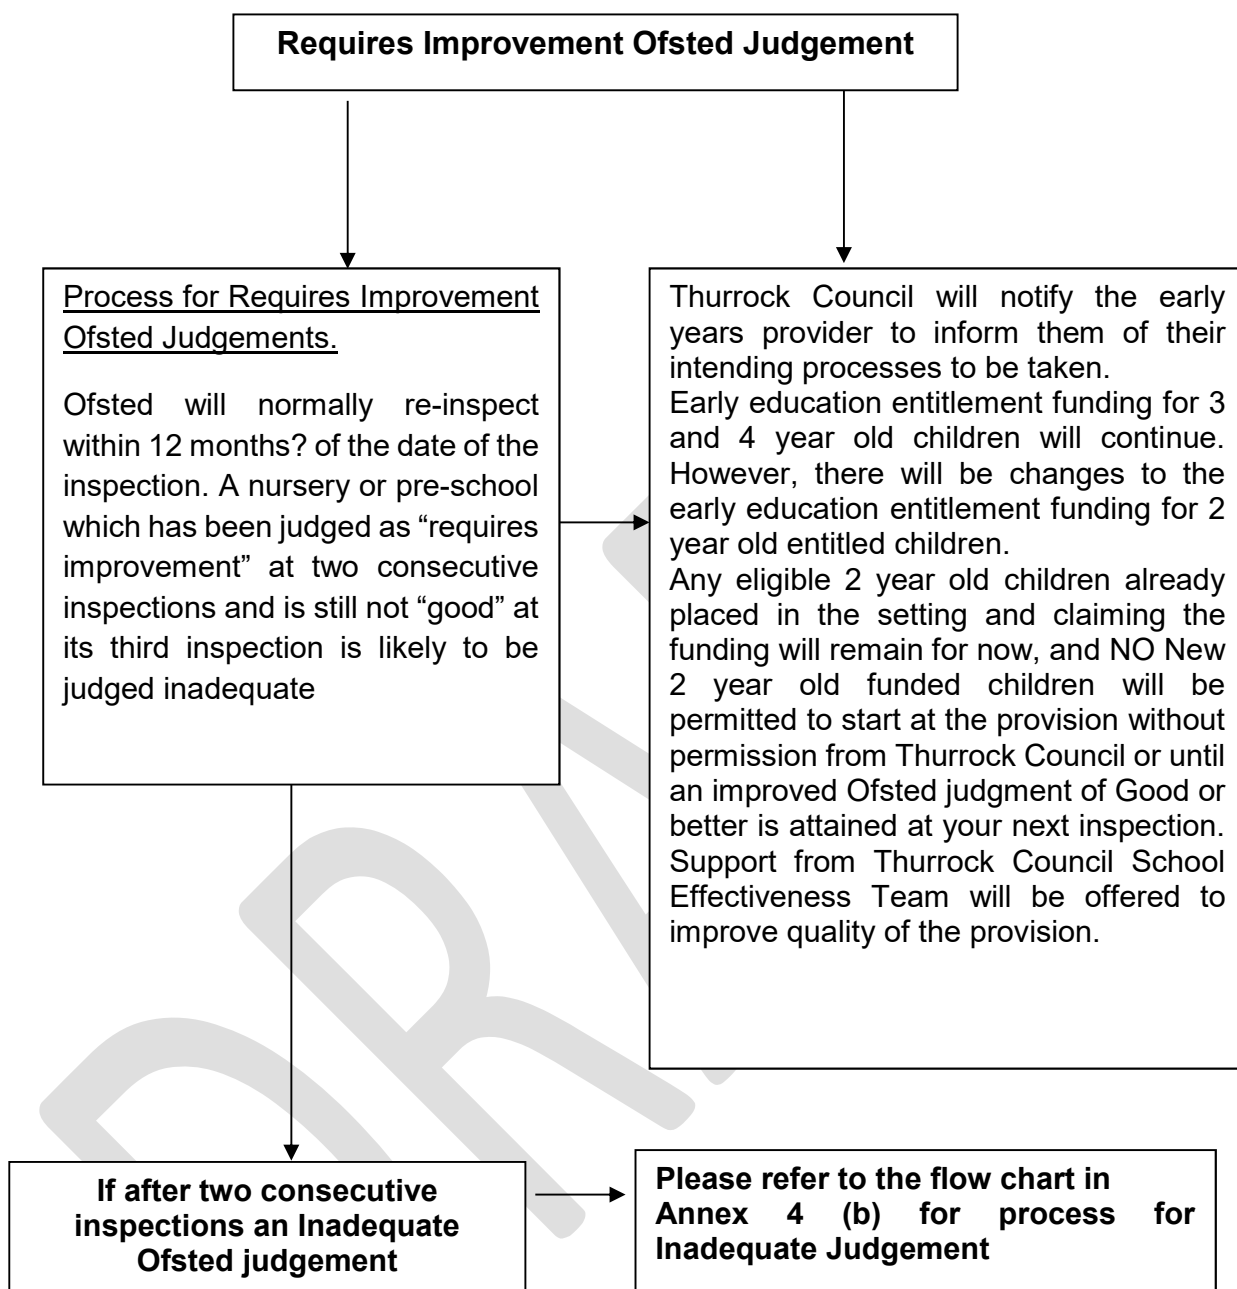 Requires Improvement Ofsted Judgement
Process for Requires Improvement
Ofsted Judgements.
Ofsted will normally re-inspect
within 12 months? of the date of the
inspection. A nursery or pre-school
which has been judged as “requires
improvement” at two consecutive
inspections and is still not “good” at
its third inspection is likely to be
judged inadequate
Thurrock Council will notify the early
years provider to inform them of their
intending processes to be taken.
Early education entitlement funding for 3
and 4 year old children will continue.
However, there will be changes to the
early education entitlement funding for 2
year old entitled children.
Any eligible 2 year old children already
placed in the setting and claiming the
funding will remain for now, and NO New
2 year old funded children will be
permitted to start at the provision without
permission from Thurrock Council or until
an improved Ofsted judgment of Good or
better is attained at your next inspection.
Support from Thurrock Council School
Effectiveness Team will be offered to
improve quality of the provision.
If after two consecutive
inspections an Inadequate
Ofsted judgement
Please refer to the flow chart in
Annex 4 (b) for process for
Inadequate Judgement
DRA